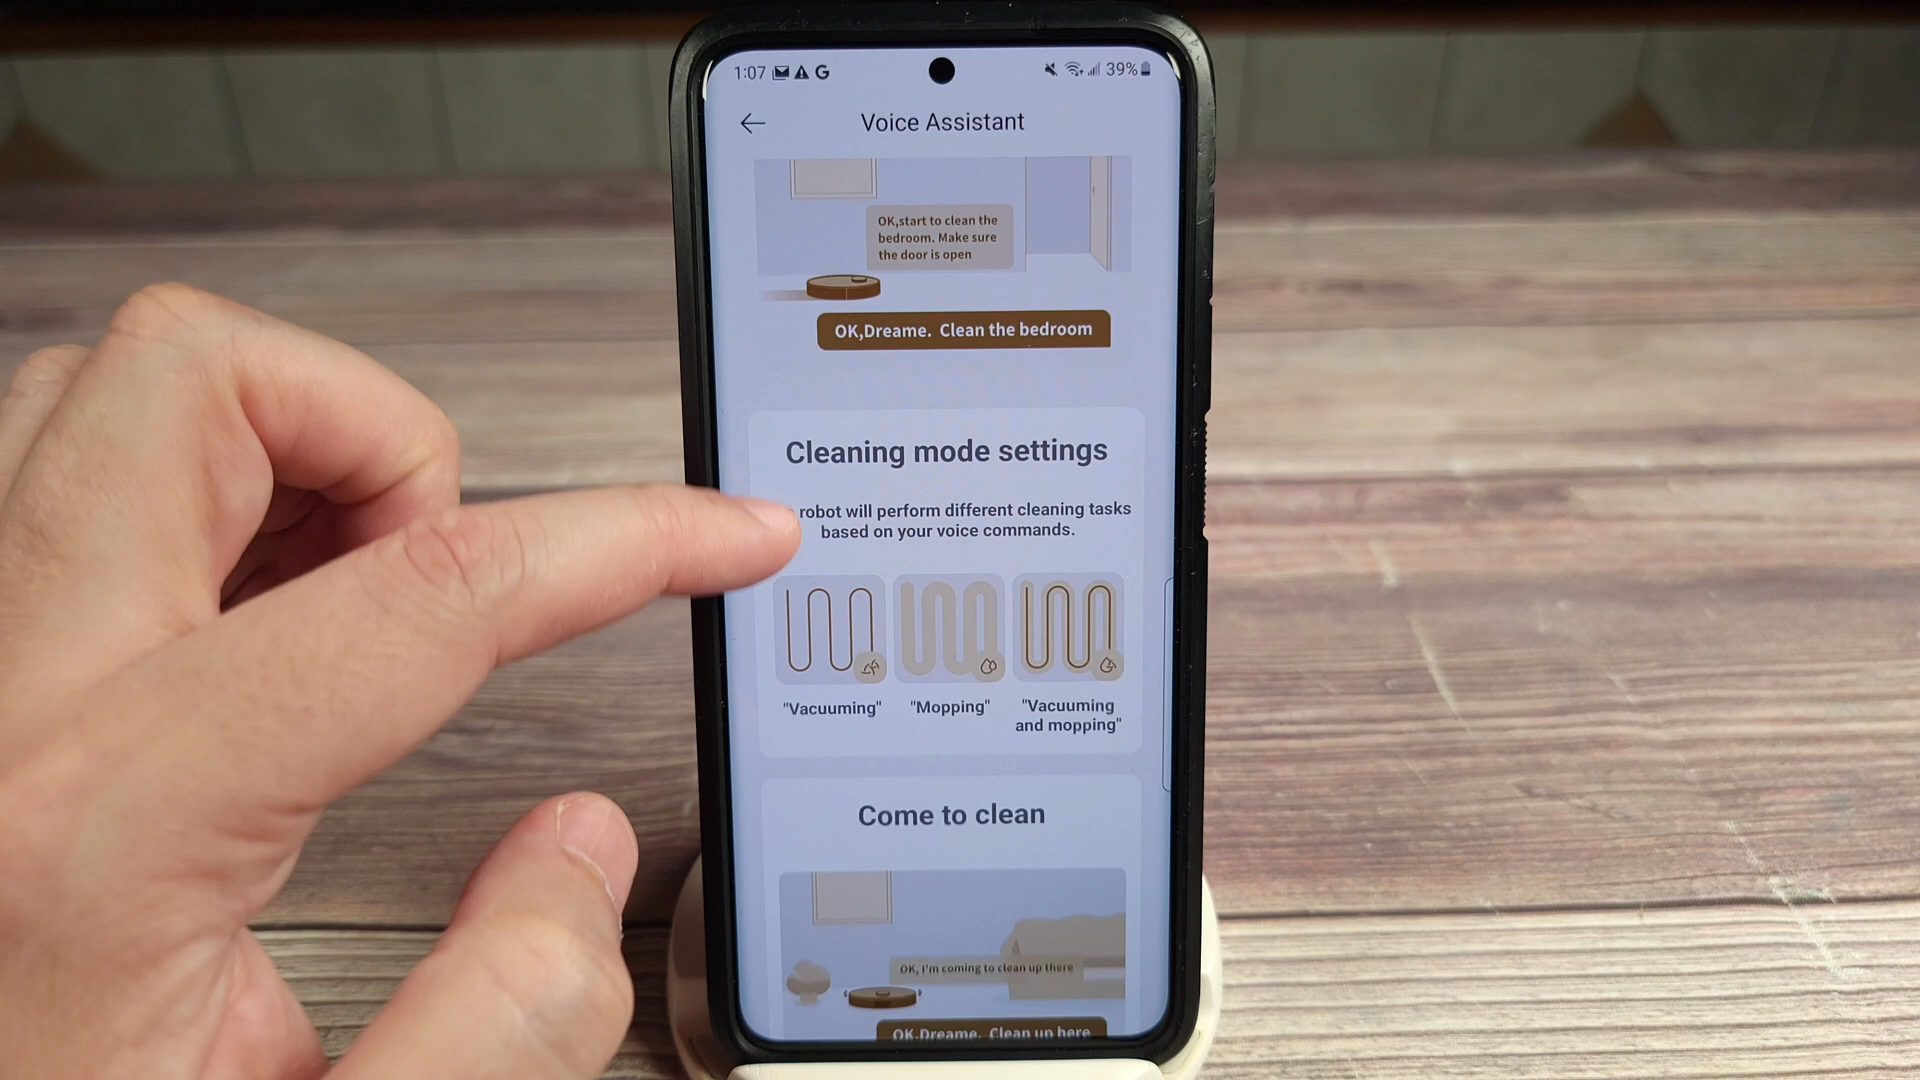 1:07
39%
Voice Assistant
OK,start to clean the
bedroom. Make sure
the door is open
OK,Dreame. Clean the bedroom
Cleaning mode settings
robot will perform different cleaning tasks
based on your voice commands.
"Vacuuming"
"Mopping"
"Vacuuming
and mopping"
Come to clean
OK, i'm coming to clean up there
OK,Dreame. Clean up here